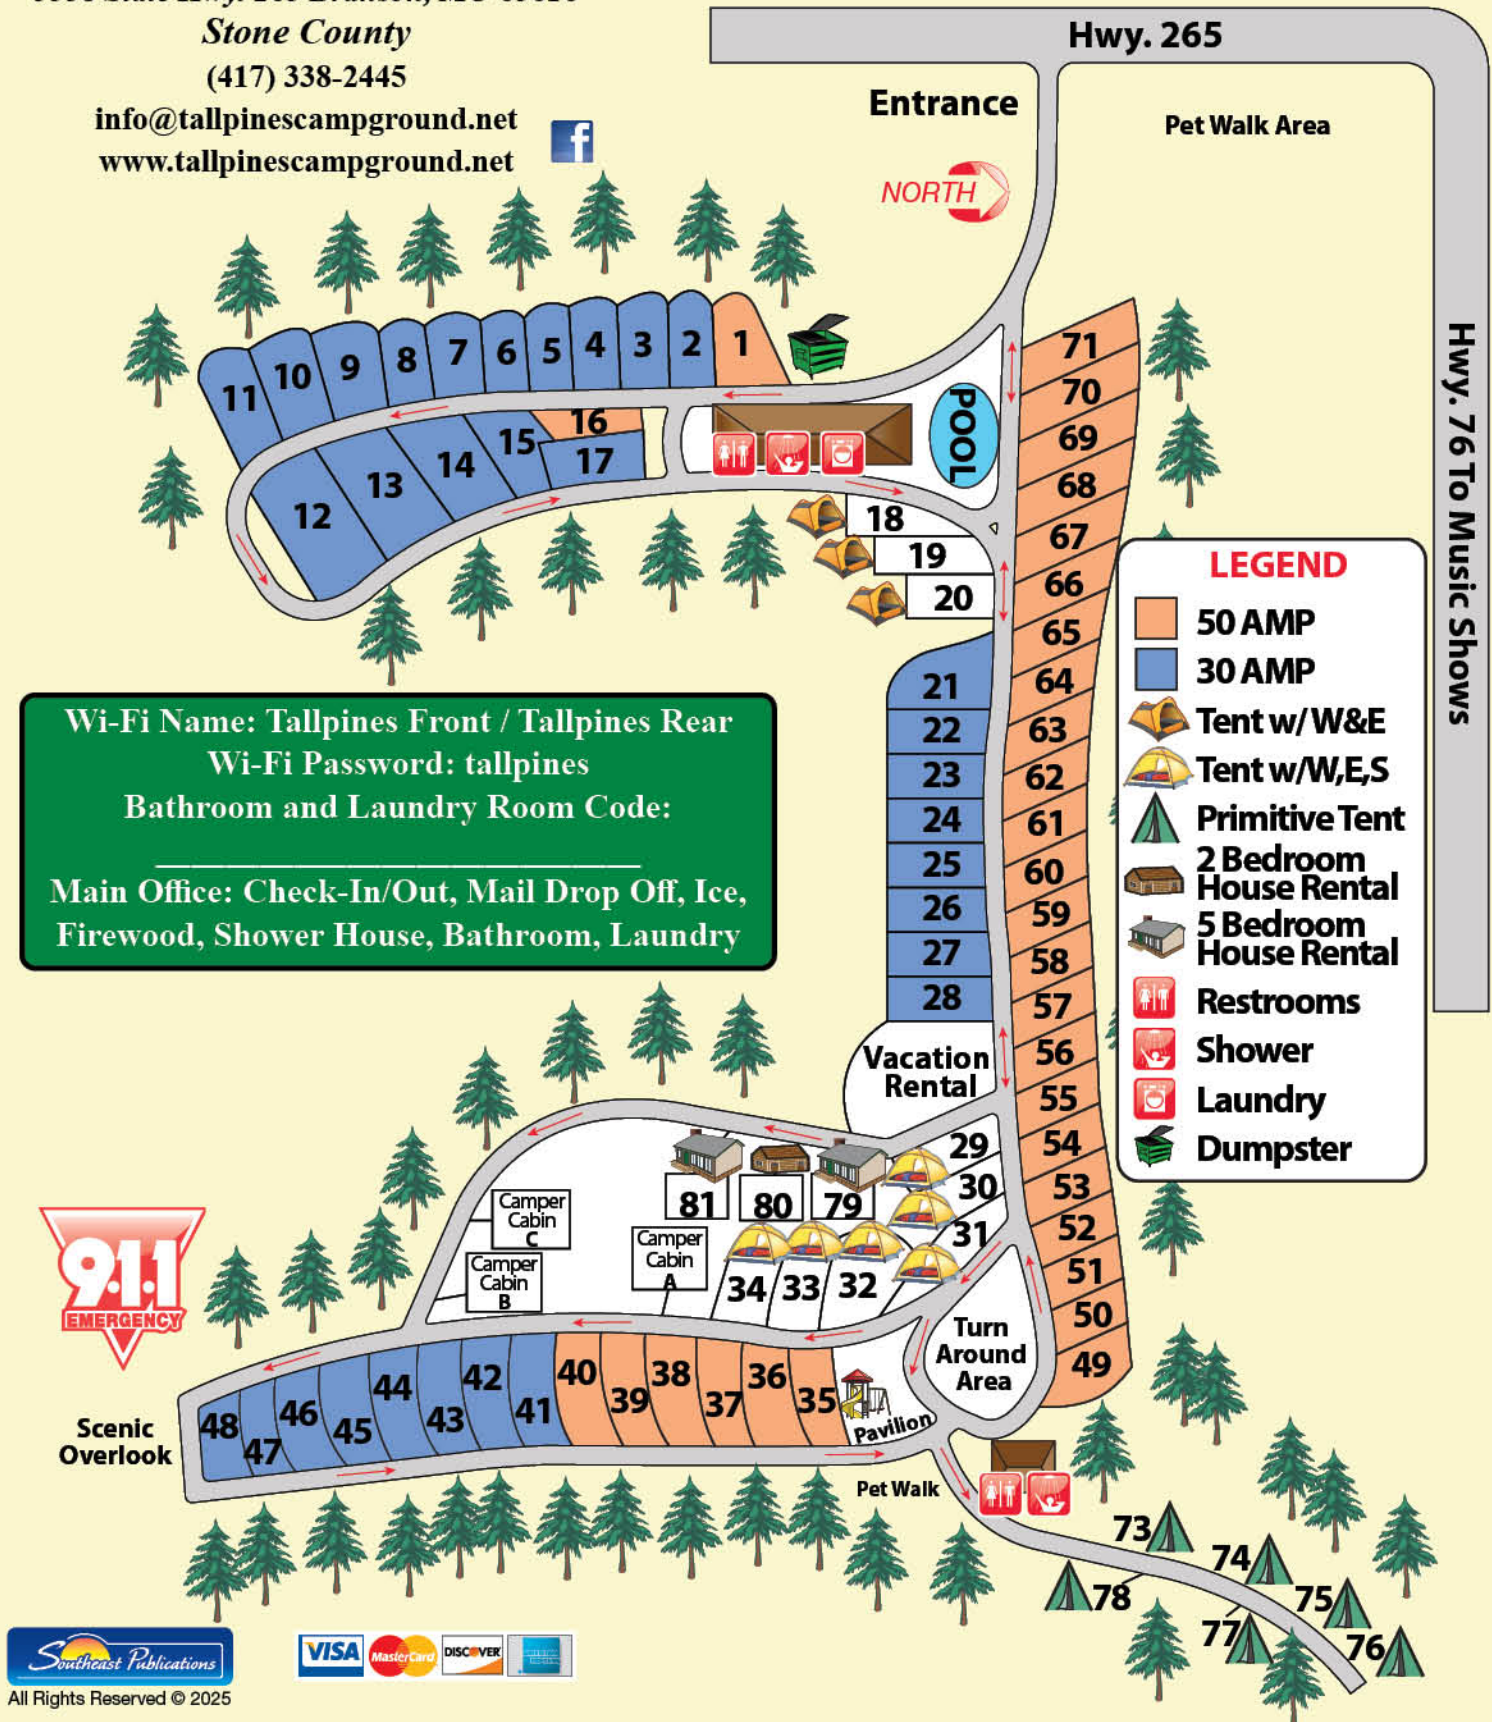 Stone County
(417) 338-2445
info@tallpinescampground.net
www.tallpinescampground.net
f
Hwy. 265
Entrance
Pet Walk Area
NORTH
Hwy. 76 To Music Shows
1
2
3
4
5
6
7
8
9
10
11
12
13
14
15
16
17
POOL
18
19
20
71
70
69
68
67
66
65
64
63
62
61
60
59
58
57
56
55
54
53
52
51
50
49
LEGEND
50 AMP
30 AMP
Tent w/ W&E
Tent w/W,E,S
Primitive Tent
2 Bedroom
House Rental
5 Bedroom
House Rental
Restrooms
Shower
Laundry
Dumpster
Wi-Fi Name: Tallpines Front / Tallpines Rear
Wi-Fi Password: tallpines
Bathroom and Laundry Room Code:
Main Office: Check-In/Out, Mail Drop Off, Ice,
Firewood, Shower House, Bathroom, Laundry
21
22
23
24
25
26
27
28
Vacation
Rental
29
30
31
81
80
79
Camper
Cabin
C
Camper
Cabin
B
Camper
Cabin
A
34
33
32
9.1.1
EMERGENCY
Turn
Around
Area
48
47
46
45
44
43
42
41
40
39
38
37
36
35
Pavilion
Scenic
Overlook
Pet Walk
73
74
75
76
77
78
Southeast Publications
All Rights Reserved © 2025
VISA
MasterCard
DISCOVER